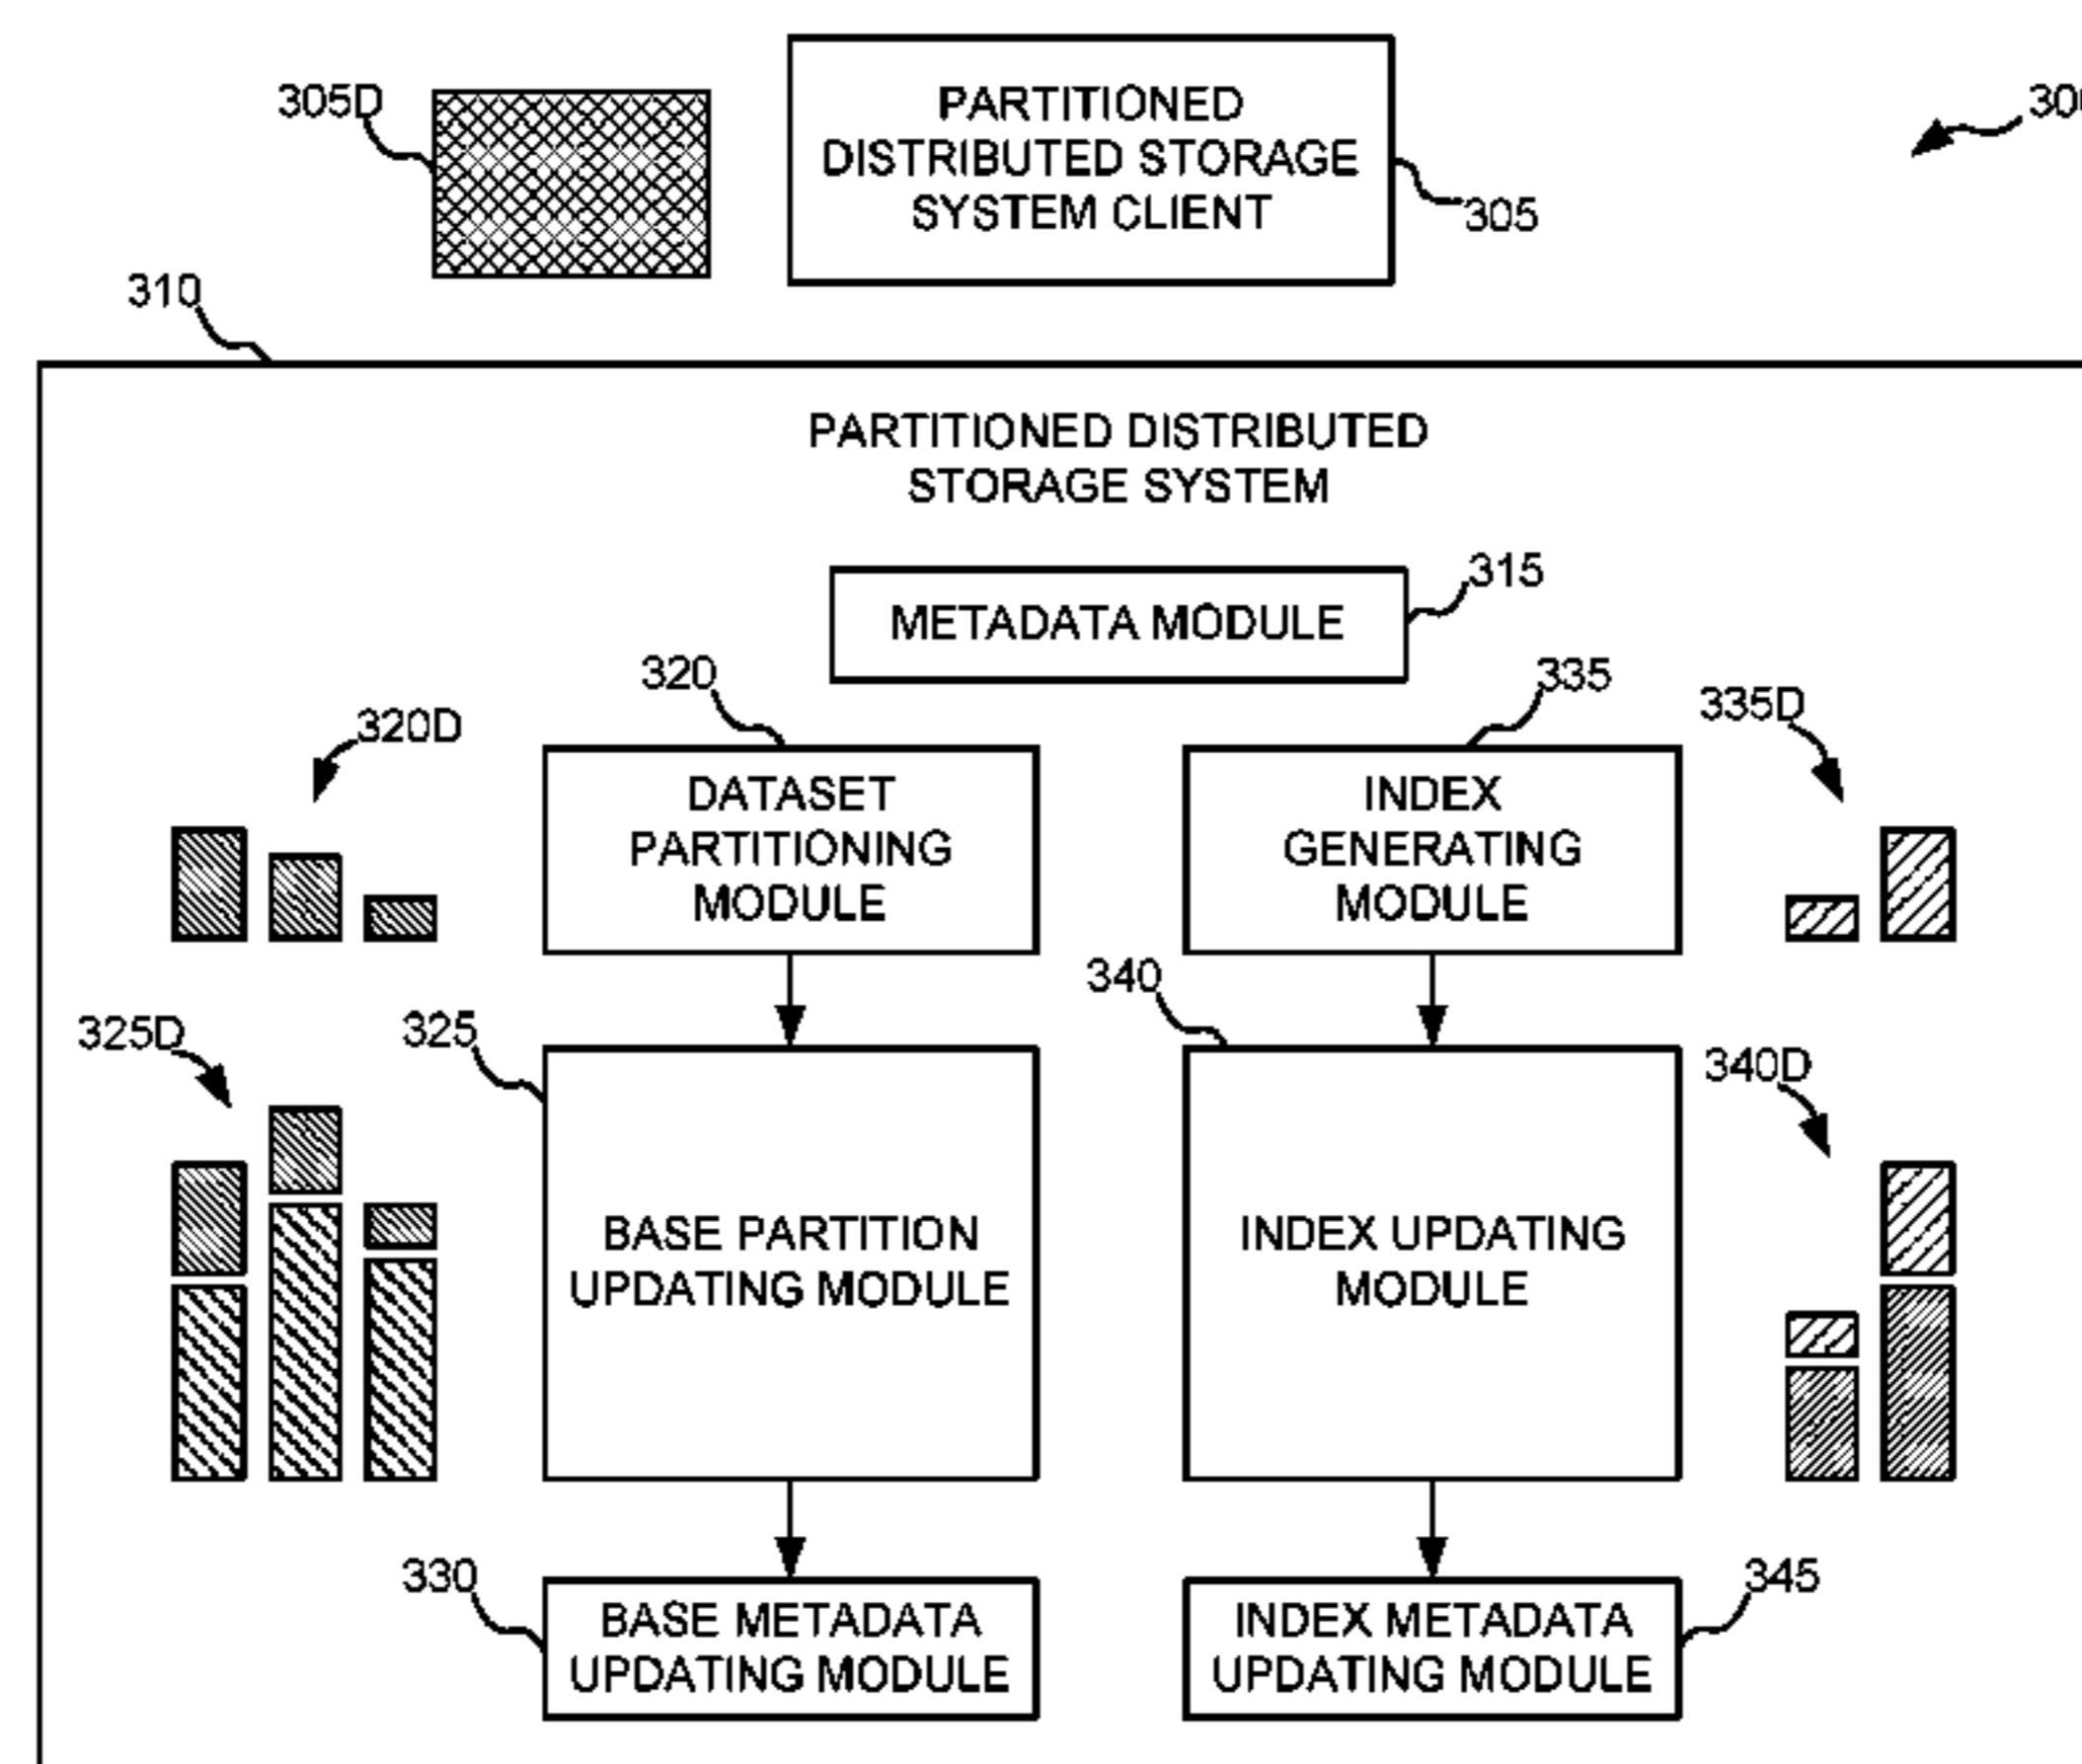 305D
PARTITIONED
DISTRIBUTED STORAGE
SYSTEM CLIENT
305
310
PARTITIONED DISTRIBUTED
STORAGE SYSTEM
METADATA MODULE
315
320
335
320D
335D
DATASET
PARTITIONING
MODULE
INDEX
GENERATING
MODULE
325D
325
340
340D
BASE PARTITION
UPDATING MODULE
INDEX UPDATING
MODULE
330
345
BASE METADATA
UPDATING MODULE
INDEX METADATA
UPDATING MODULE